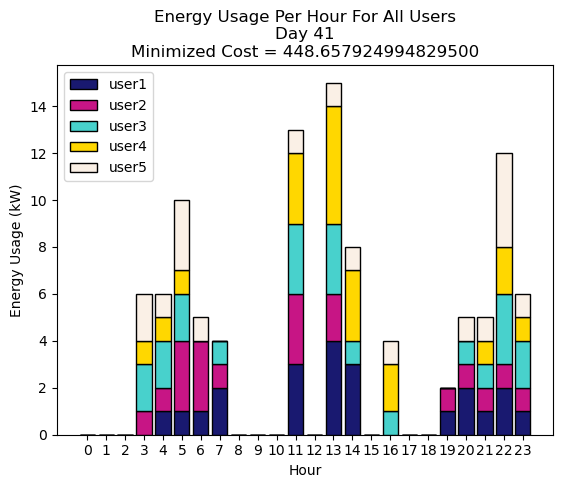 Energy Usage Per Hour For All Users
Day 41
Minimized Cost = 448.657924994829500
user1
user2
user3
user4
user5
Energy Usage (kW)
14
12
10
8
6
4
2
0
0 1 2 3 4 5 6 7 8 9 10 11 12 13 14 15 16 17 18 19 20 21 22 23
Hour